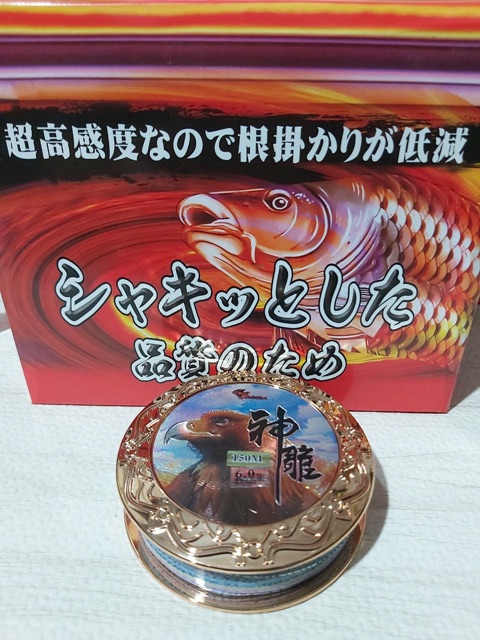 超高感度なので根掛かりが低減
シャキッとした
品質のため
神雕
150M
6.0号